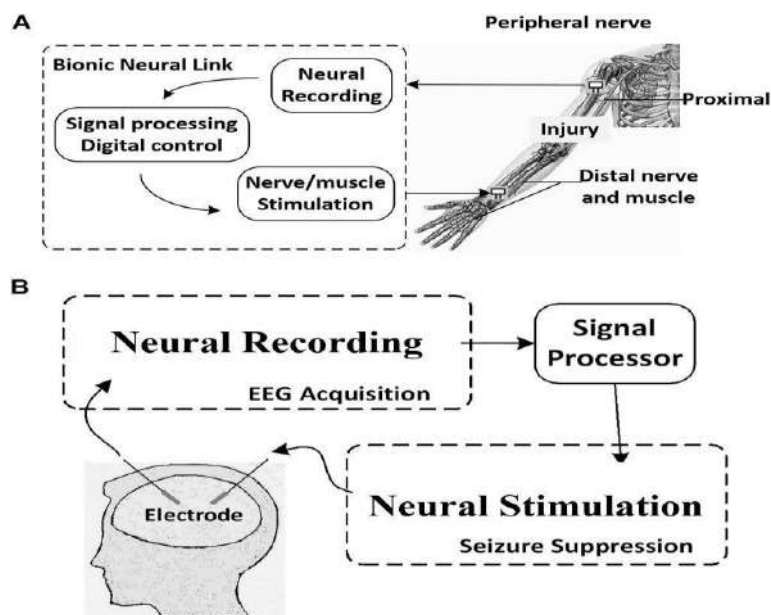 A
Peripheral nerve
Bionic Neural Link
Neural
Recording
Signal processing
Digital control
Nerve/muscle
Stimulation
Proximal
Injury
Distal nerve
and muscle
B
Neural Recording
EEG Acquisition
Signal
Processor
Neural Stimulation
Seizure Suppression
Electrode